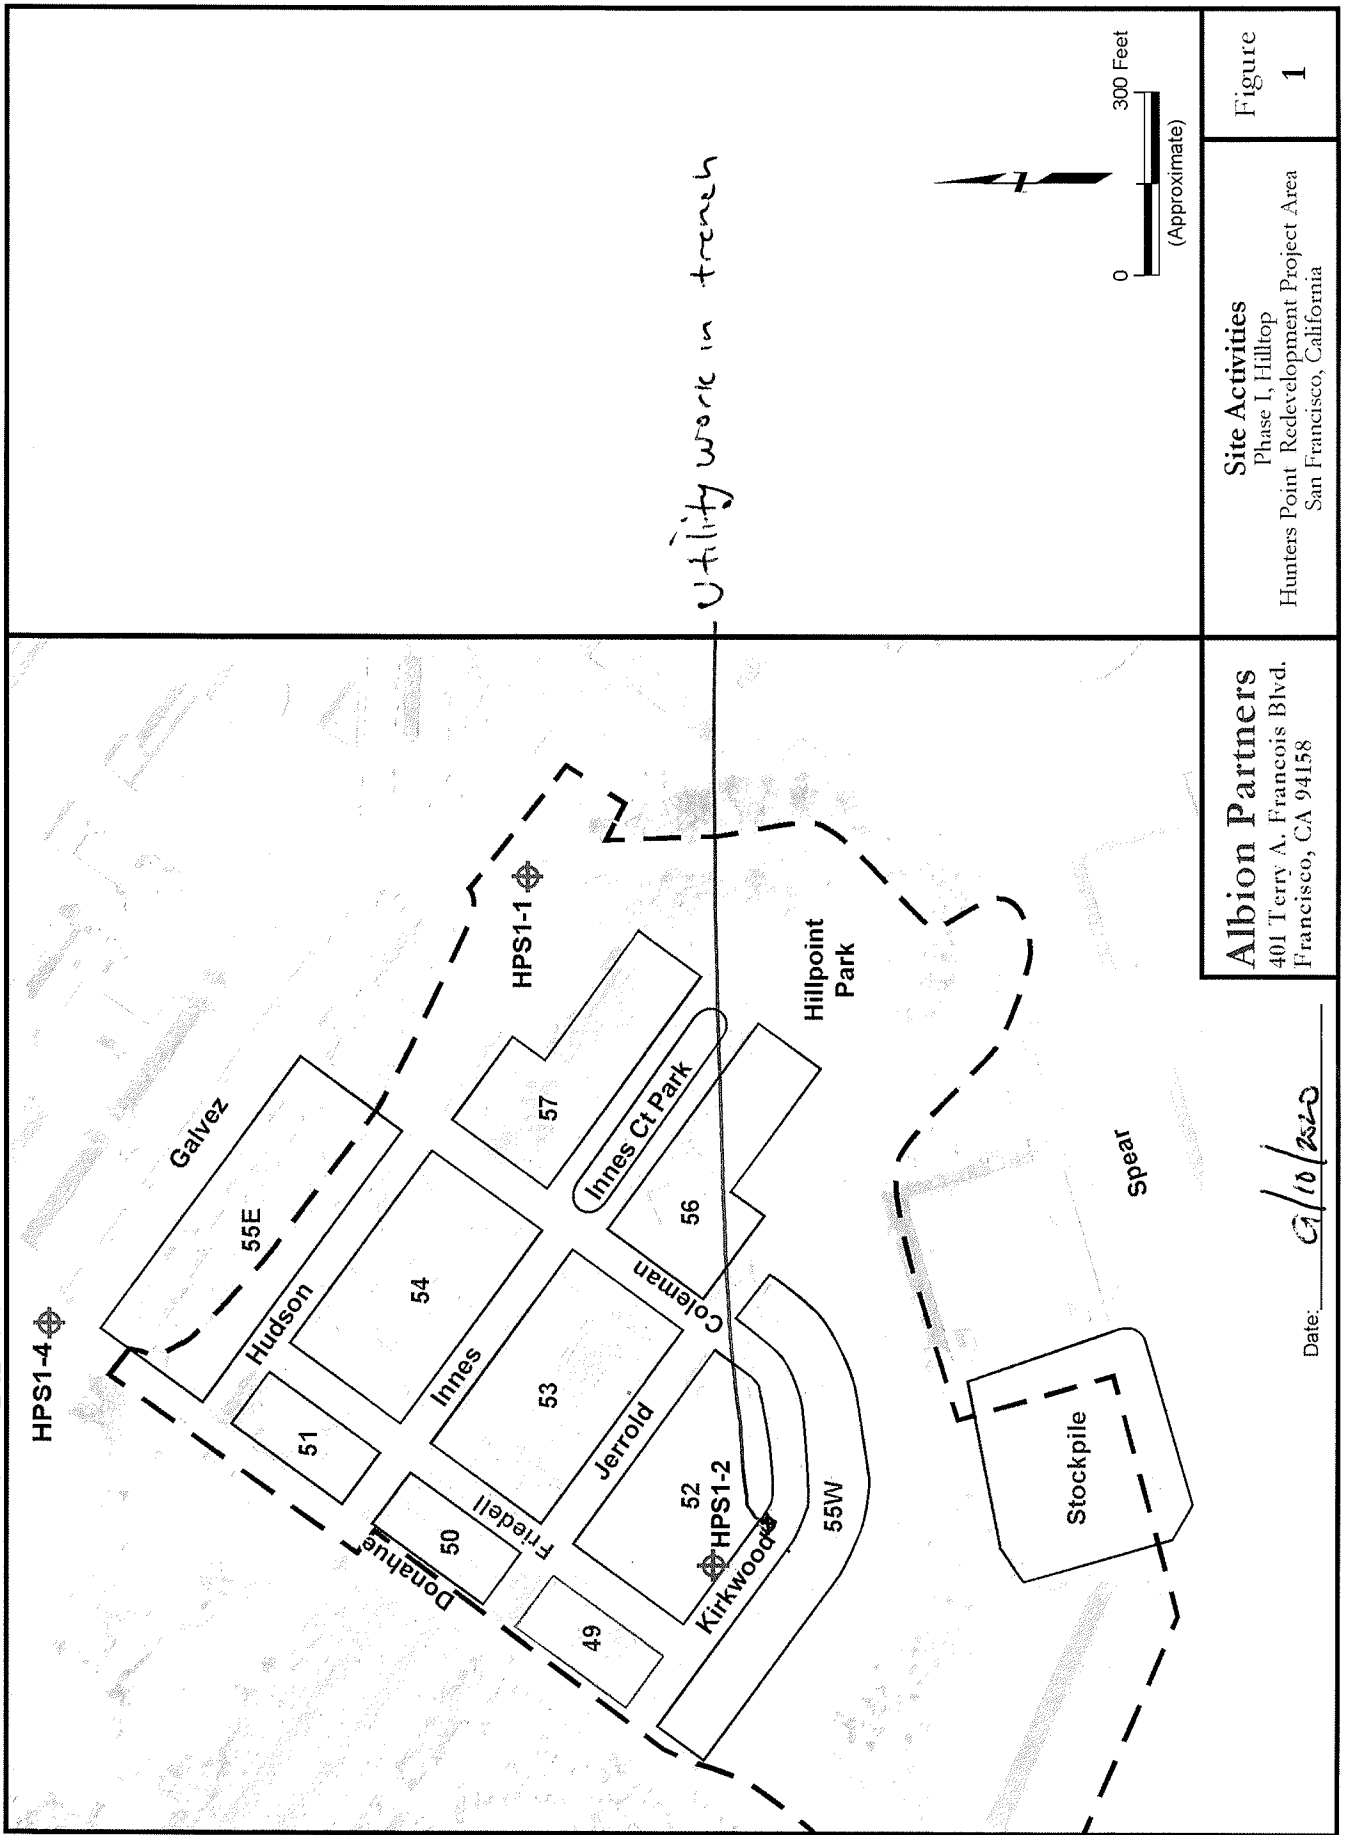 HPS1-4
Galvez
55E
Hudson
51
54
HPS1-1
Innes
57
Donahue
50
Friedell
53
Innes Ct Park
49
Jerrold
Coleman
56
52
HPS1-2
Kirkwood
55W
Hillpoint
Park
Stockpile
Spear
Utility work in trench
0
300 Feet
(Approximate)
Date: 9/10/2020
Albion Partners
401 Terry A. Francois Blvd.
Francisco, CA 94158
Site Activities
Phase I, Hilltop
Hunters Point Redevelopment Project Area
San Francisco, California
Figure
1